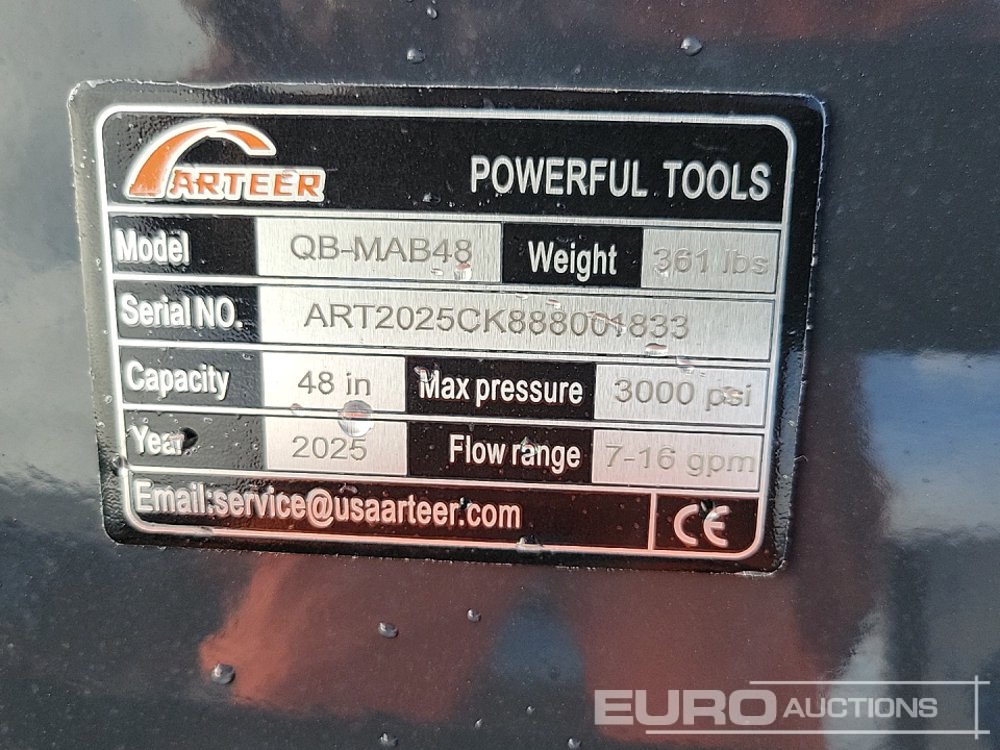 ARTEER POWERFUL TOOLS
Model QB-MAB48 Weight 361 lbs
Serial NO. ART2025CK888001833
Capacity 48 in Max pressure 3000 psi
Year 2025 Flow range 7-16 gpm
Email:service@usaarteer.com CE
EURO AUCTIONS